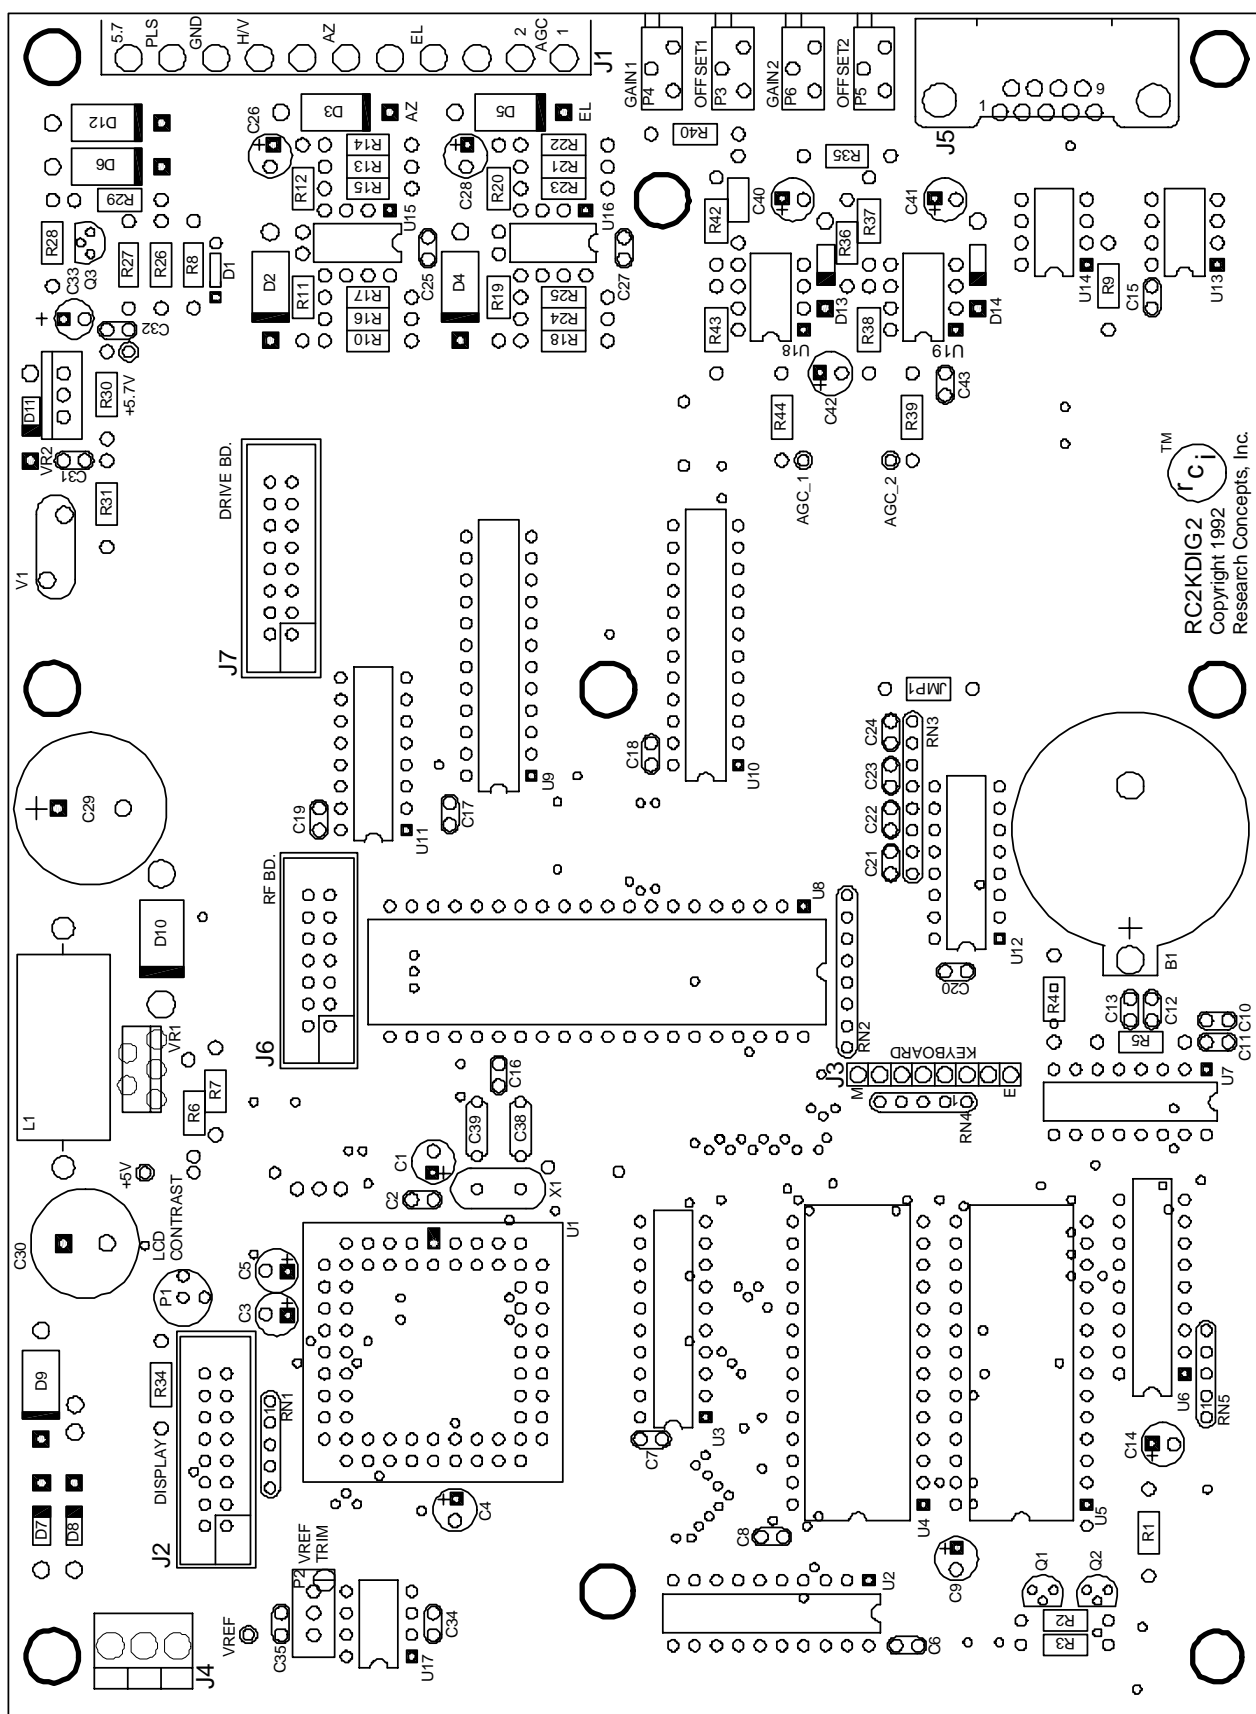 5.7
PLS
GND
H/V
AZ
EL
2
AGC
1
J1
GAIN1
P4
OFFSET1
P3
GAIN2
P6
OFFSET2
P5
1
9
J5
D12
D6
R29
R28
C33
Q3
R27
R26
R8
D1
C32
+
C26
+
D3
AZ
R14
R13
R15
R12
U15
D2
R11
R17
R16
R10
C25
C28
+
D5
EL
R22
R21
R23
R20
U16
D4
R19
R25
R24
R18
C27
R40
R35
R42
C40
+
R36
R37
C41
+
R43
U18
D13
R38
U19
D14
U14
R9
C15
U13
D11
VR2
R30
+5.7V
C31
R31
V1
DRIVE BD.
J7
R44
C42
+
R39
C43
AGC_1
AGC_2
TM
rci
RC2KDIG2
Copyright 1992
Research Concepts, Inc.
C29
+
C19
U11
C17
U9
C18
U10
JMP1
C24
C23
C22
C21
RN3
U12
C20
B1
+
L1
D10
VR1
R6
R7
RF BD.
J6
U8
RN2
C16
C39
C38
X1
C1
+
C2
J3
M
KEYBOARD
E
RN4
1
R4
C13
C12
R5
C10
C11
U7
C30
+5V
LCD
CONTRAST
P1
C5
+
C3
+
U1
D9
D7
D8
R34
DISPLAY
J2
RN1
1
C4
+
C7
U3
U4
U5
U6
RN5
1
C14
+
R1
C8
C9
+
U2
C6
Q1
Q2
R2
R3
J4
VREF
C35
P2
VREF
TRIM
U17
C34